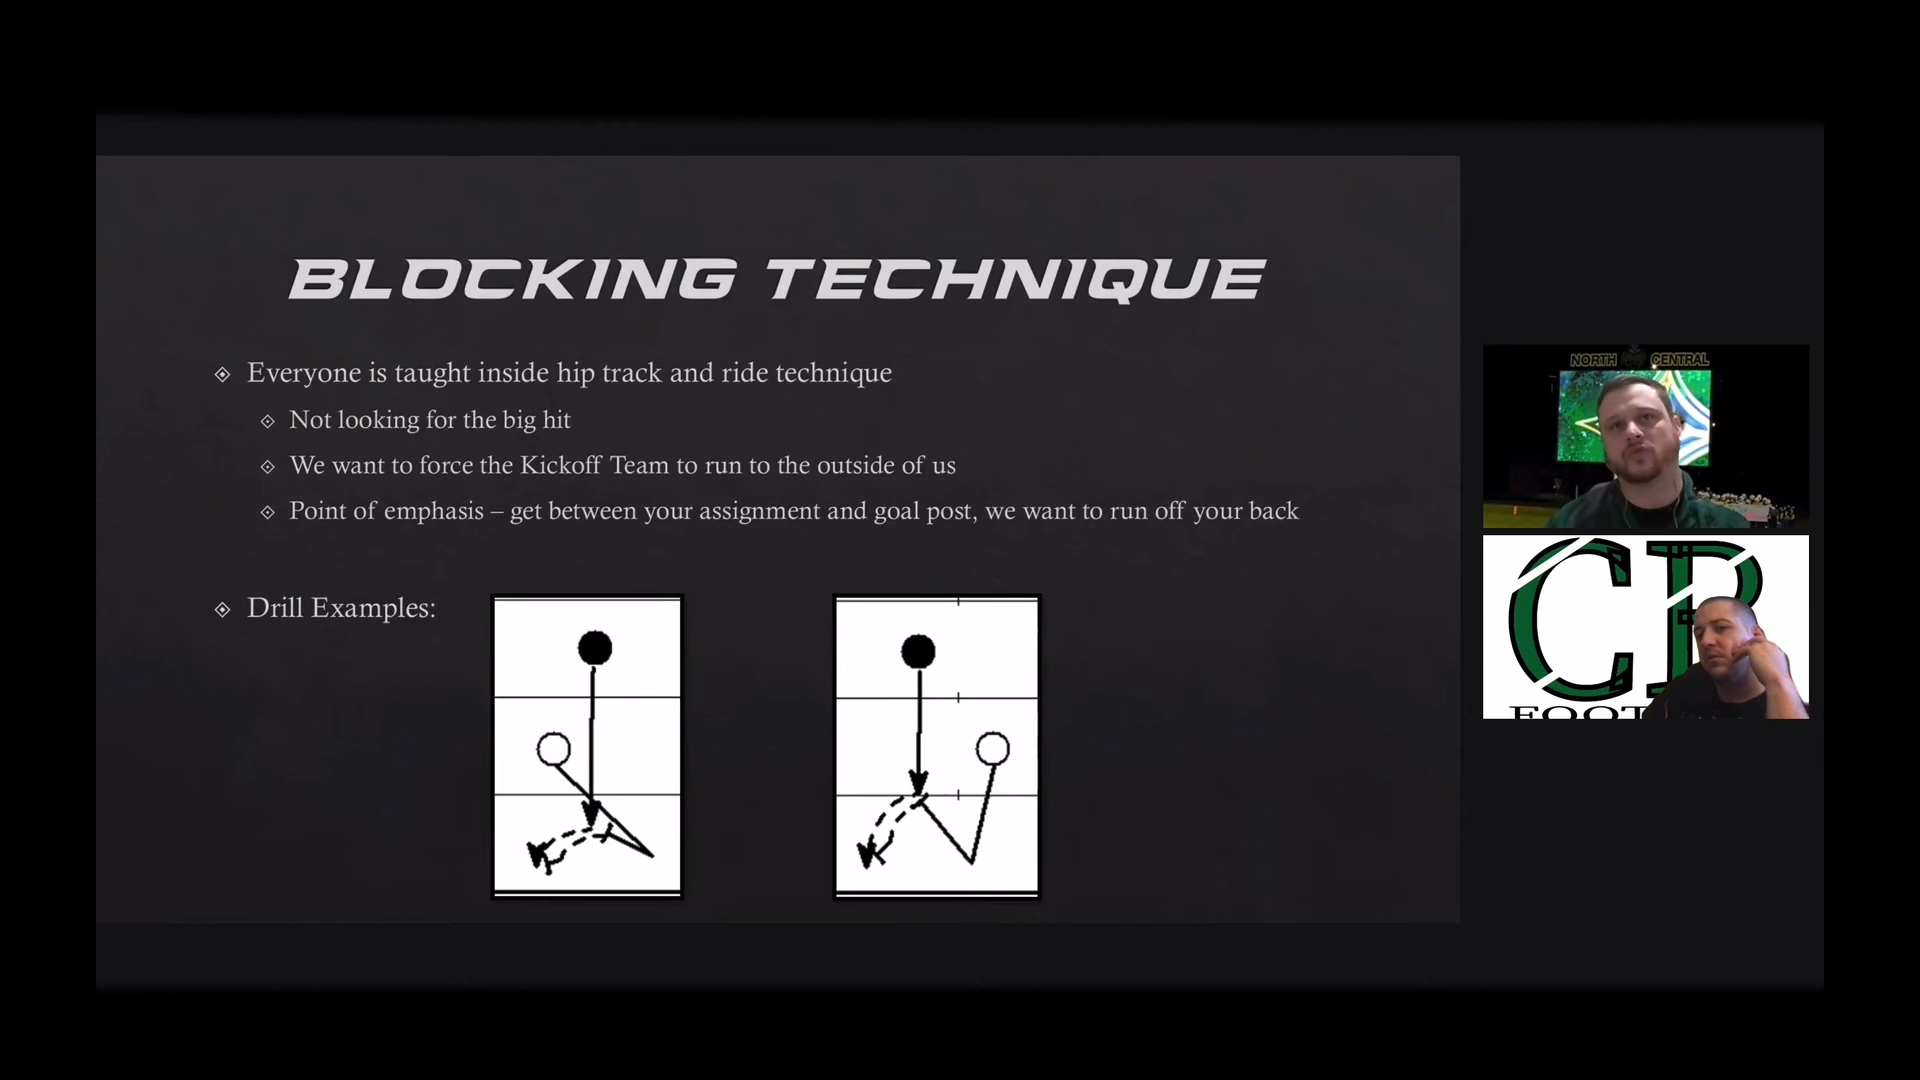 BLOCKING TECHNIQUE
Everyone is taught inside hip track and ride technique
Not looking for the big hit
We want to force the Kickoff Team to run to the outside of us
Point of emphasis – get between your assignment and goal post, we want to run off your back
Drill Examples:
NORTH CENTRAL
CB